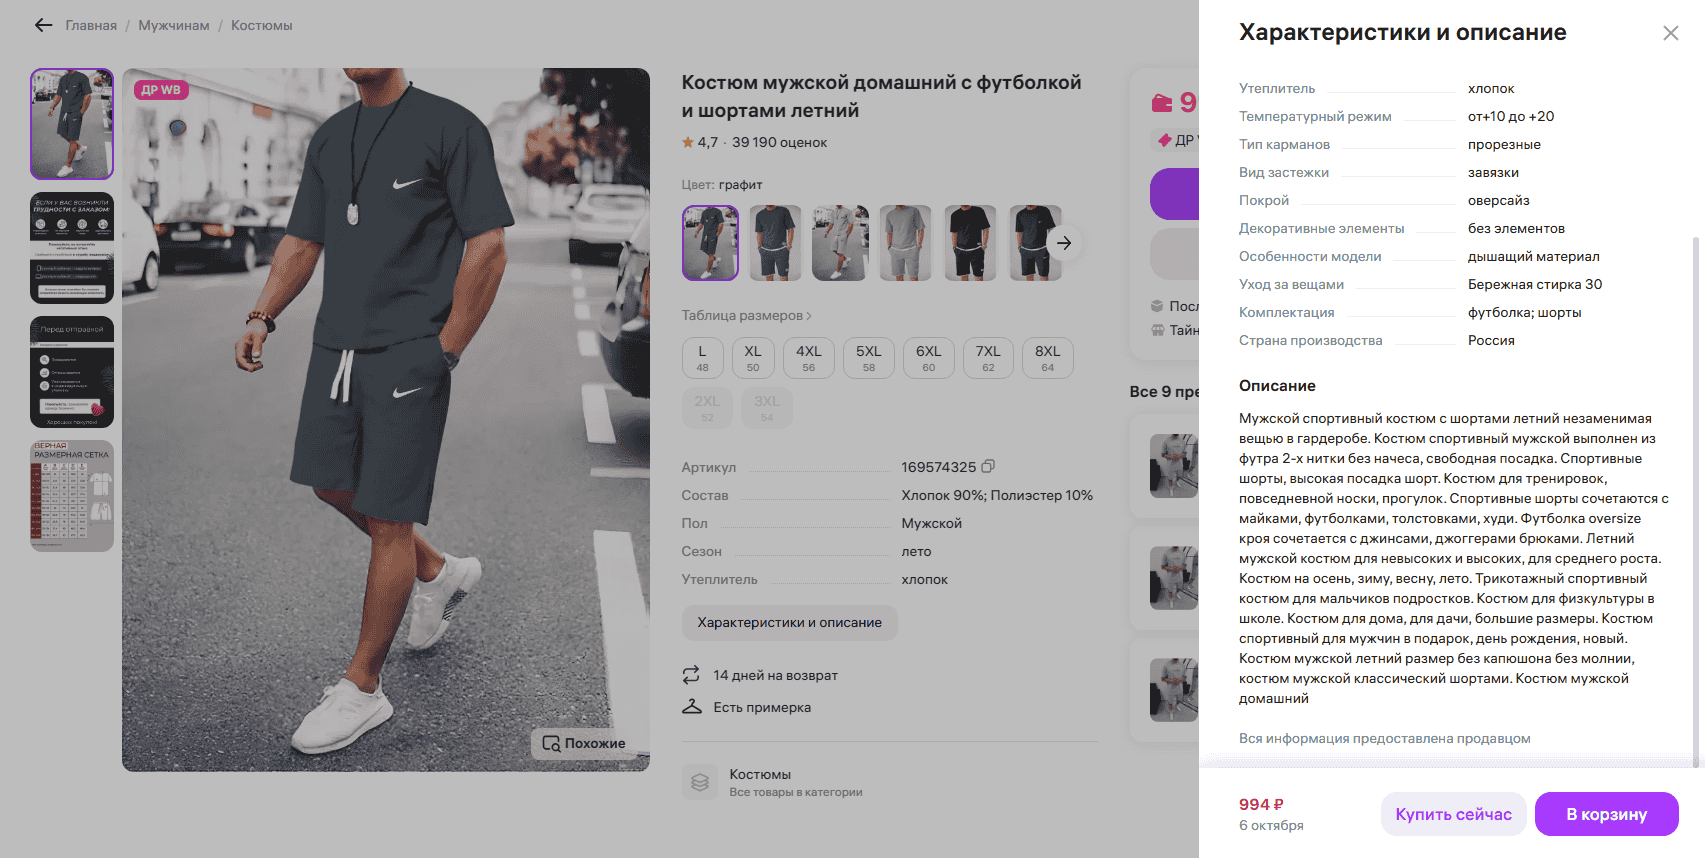 Главная / Мужчинам / Костюмы
ДР WB
ЕСЛИ У ВАС ВОЗНИКЛИ
ТРУДНОСТИ С ЗАКАЗОМ:
Перед отправкой
Хороших покупок!
ВЕРНАЯ
РАЗМЕРНАЯ СЕТКА
Похожие
Костюм мужской домашний с футболкой
и шортами летний
4,7 · 39 190 оценок
Цвет: графит
Таблица размеров
L XL 4XL 5XL 6XL 7XL 8XL
48 50 56 58 60 62 64
2XL 3XL
52 54
Артикул 169574325
Состав Хлопок 90%; Полиэстер 10%
Пол Мужской
Сезон лето
Утеплитель хлопок
Характеристики и описание
14 дней на возврат
Есть примерка
Костюмы
Все товары в категории
9
ДР
Все 9
Характеристики и описание
Утеплитель хлопок
Температурный режим от+10 до +20
Тип карманов прорезные
Вид застежки завязки
Покрой оверсайз
Декоративные элементы без элементов
Особенности модели дышащий материал
Уход за вещами Бережная стирка 30
Комплектация футболка; шорты
Страна производства Россия
Описание
Мужской спортивный костюм с шортами летний незаменимая
вещью в гардеробе. Костюм спортивный мужской выполнен из
футра 2-х нитки без начеса, свободная посадка. Спортивные
шорты, высокая посадка шорт. Костюм для тренировок,
повседневной носки, прогулок. Спортивные шорты сочетаются с
майками, футболками, толстовками, худи. Футболка oversize
кроя сочетается с джинсами, джоггерами брюками. Летний
мужской костюм для невысоких и высоких, для среднего роста.
Костюм на осень, зиму, весну, лето. Трикотажный спортивный
костюм для мальчиков подростков. Костюм для физкультуры в
школе. Костюм для дома, для дачи, большие размеры. Костюм
спортивный для мужчин в подарок, день рождения, новый.
Костюм мужской летний размер без капюшона без молнии,
костюм мужской классический шортами. Костюм мужской
домашний
Вся информация предоставлена продавцом
994 ₽
6 октября
Купить сейчас
В корзину